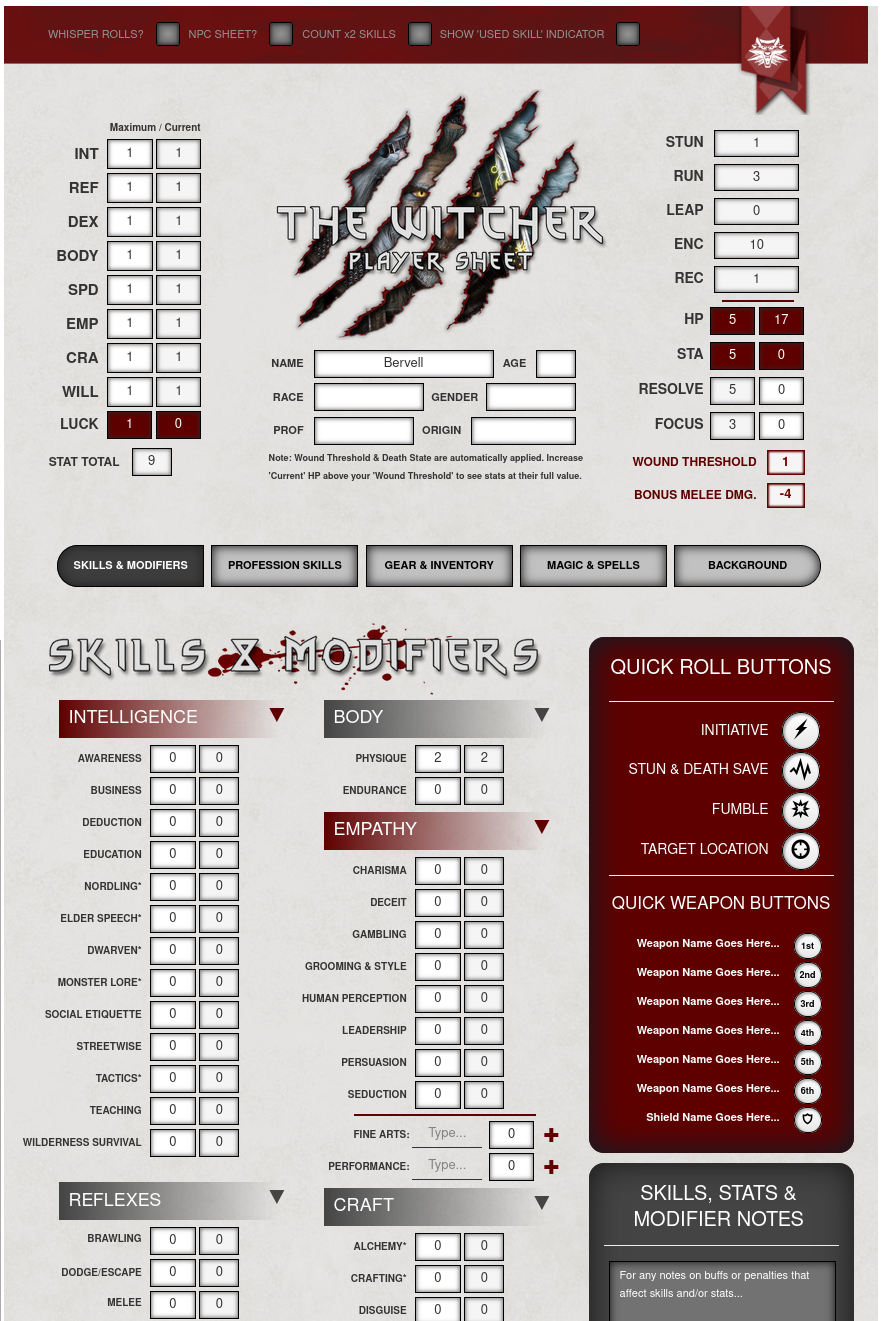 WHISPER ROLLS? NPC SHEET? COUNT x2 SKILLS SHOW 'USED SKILL' INDICATOR
Maximum / Current
INT 1 1
REF 1 1
DEX 1 1
BODY 1 1
SPD 1 1
EMP 1 1
CRA 1 1
WILL 1 1
LUCK 1 0
STAT TOTAL 9
THE WITCHER
PLAYER SHEET
NAME Bervell AGE
RACE GENDER
PROF ORIGIN
Note: Wound Threshold & Death State are automatically applied. Increase
'Current' HP above your 'Wound Threshold' to see stats at their full value.
STUN 1
RUN 3
LEAP 0
ENC 10
REC 1
HP 5 17
STA 5 0
RESOLVE 5 0
FOCUS 3 0
WOUND THRESHOLD 1
BONUS MELEE DMG. -4
SKILLS & MODIFIERS PROFESSION SKILLS GEAR & INVENTORY MAGIC & SPELLS BACKGROUND
SKILLS & MODIFIERS
INTELLIGENCE
AWARENESS 0 0
BUSINESS 0 0
DEDUCTION 0 0
EDUCATION 0 0
NORDLING* 0 0
ELDER SPEECH* 0 0
DWARVEN* 0 0
MONSTER LORE* 0 0
SOCIAL ETIQUETTE 0 0
STREETWISE 0 0
TACTICS* 0 0
TEACHING 0 0
WILDERNESS SURVIVAL 0 0
REFLEXES
BRAWLING 0 0
DODGE/ESCAPE 0 0
MELEE 0 0
BODY
PHYSIQUE 2 2
ENDURANCE 0 0
EMPATHY
CHARISMA 0 0
DECEIT 0 0
GAMBLING 0 0
GROOMING & STYLE 0 0
HUMAN PERCEPTION 0 0
LEADERSHIP 0 0
PERSUASION 0 0
SEDUCTION 0 0
FINE ARTS: Type... 0
PERFORMANCE: Type... 0
CRAFT
ALCHEMY* 0 0
CRAFTING* 0 0
DISGUISE 0 0
QUICK ROLL BUTTONS
INITIATIVE
STUN & DEATH SAVE
FUMBLE
TARGET LOCATION
QUICK WEAPON BUTTONS
Weapon Name Goes Here... 1st
Weapon Name Goes Here... 2nd
Weapon Name Goes Here... 3rd
Weapon Name Goes Here... 4th
Weapon Name Goes Here... 5th
Weapon Name Goes Here... 6th
Shield Name Goes Here...
SKILLS, STATS &
MODIFIER NOTES
For any notes on buffs or penalties that
affect skills and/or stats...